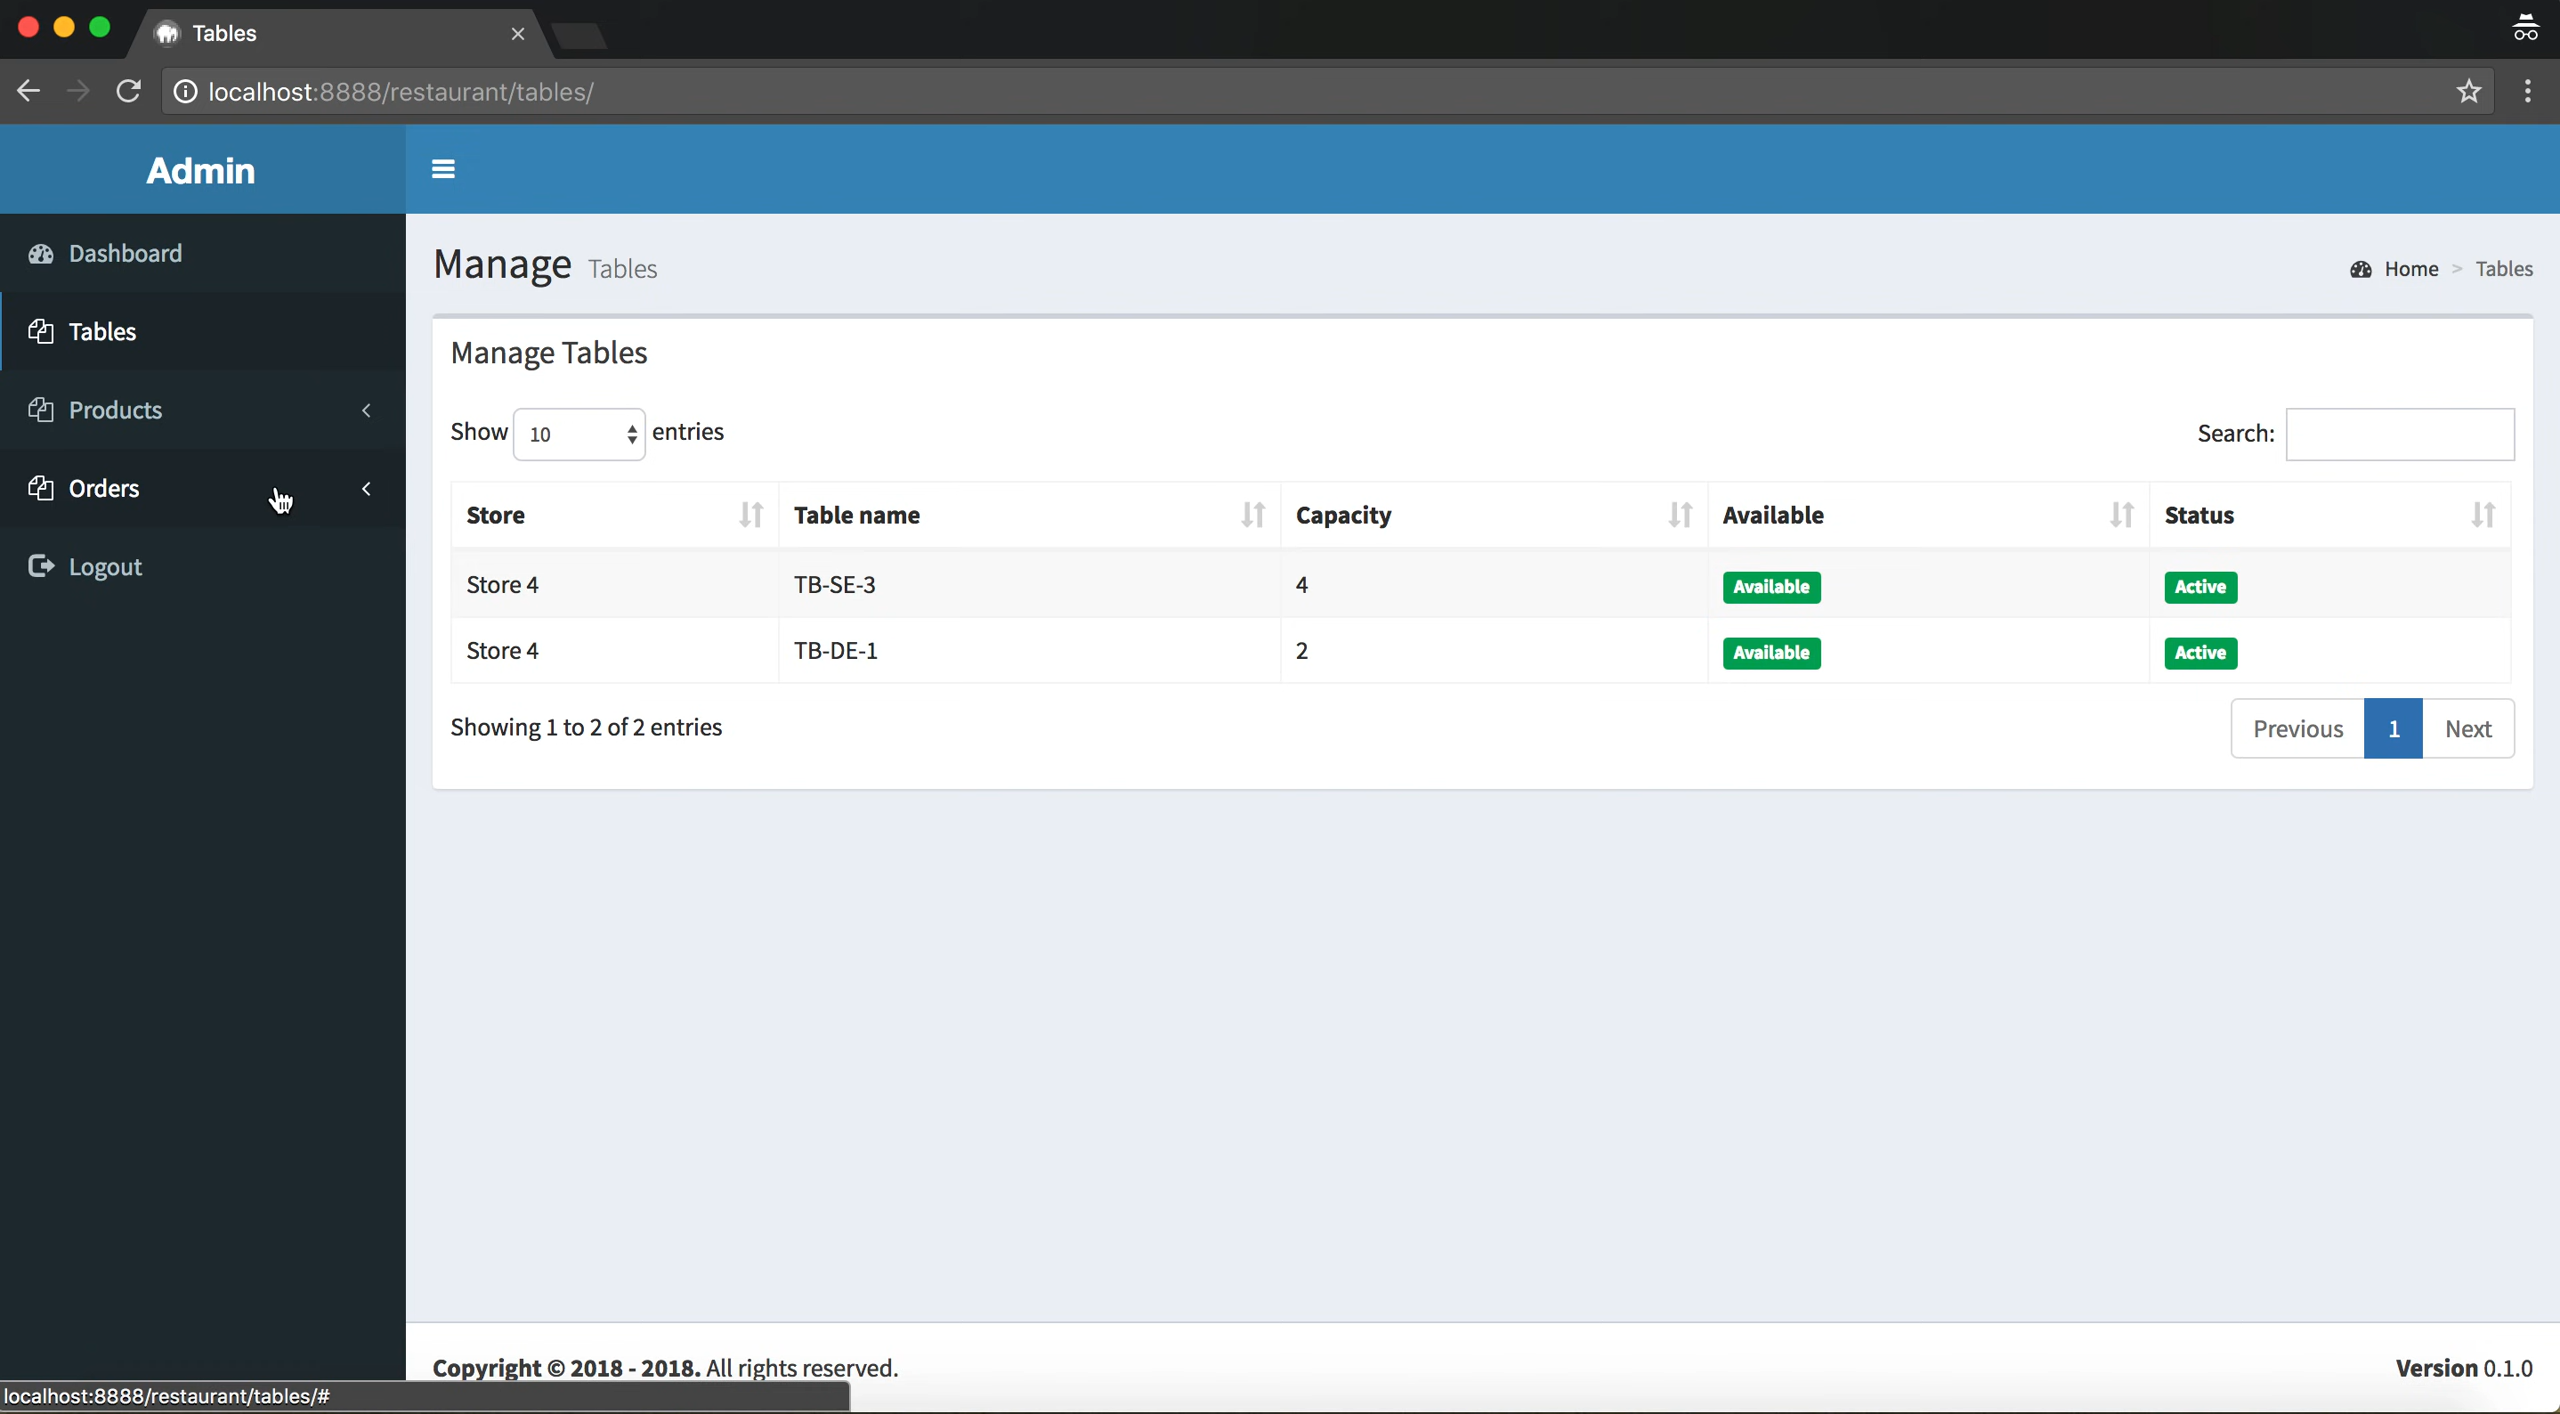 Tables
localhost:8888/restaurant/tables/
Admin
Dashboard
Tables
Products
Orders
Logout
Manage Tables
Home > Tables
Manage Tables
Show 10 entries
Search:
Store Table name Capacity Available Status
Store 4 TB-SE-3 4 Available Active
Store 4 TB-DE-1 2 Available Active
Showing 1 to 2 of 2 entries
Previous 1 Next
Copyright © 2018 - 2018. All rights reserved.
Version 0.1.0
localhost:8888/restaurant/tables/#